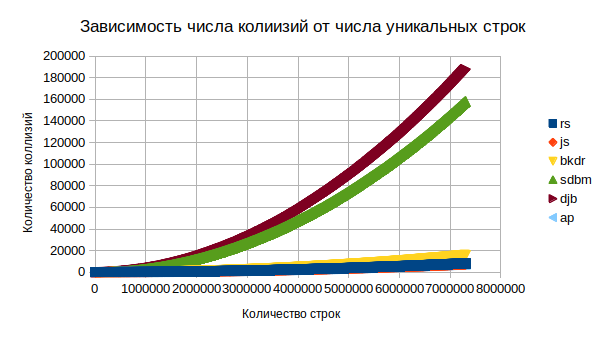 Зависимость числа колиизий от числа уникальных строк
200000
180000
160000
140000
120000
100000
80000
60000
40000
20000
0
Количество коллизий
0 1000000 2000000 3000000 4000000 5000000 6000000 7000000 8000000
Количество строк
rs
js
bkdr
sdbm
djb
ap